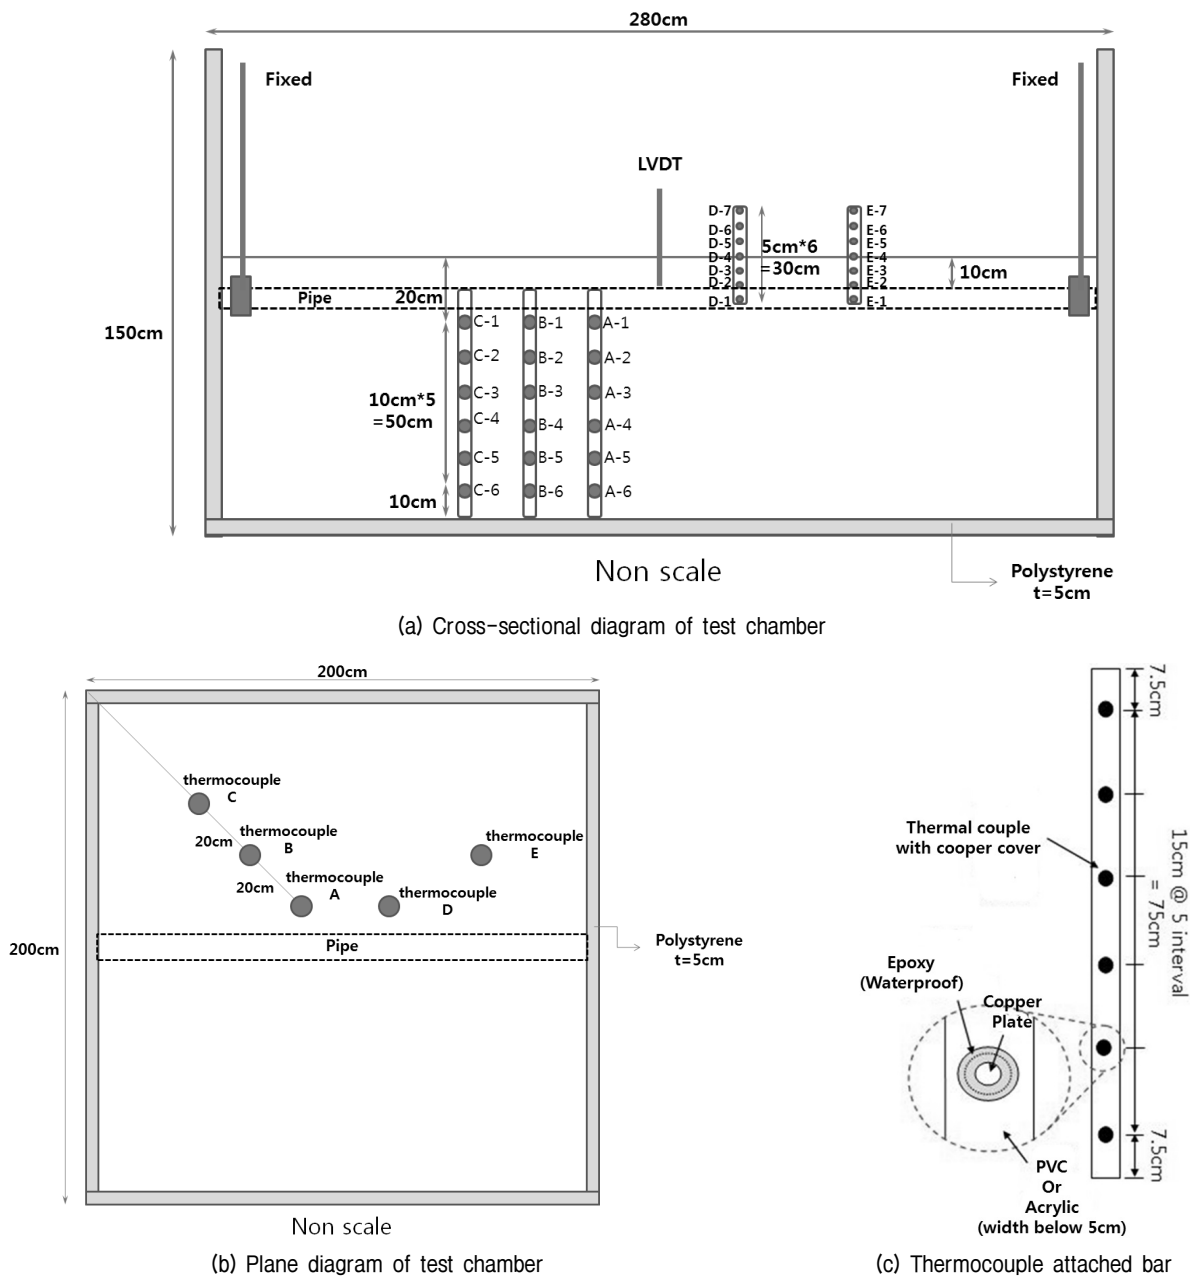 280cm
Fixed
Fixed
LVDT
150cm
D-7
D-6
D-5
D-4
D-3
D-2
D-1
5cm*6
=30cm
E-7
E-6
E-5
E-4
E-3
E-2
E-1
10cm
Pipe
20cm
C-1
C-2
C-3
C-4
C-5
C-6
B-1
B-2
B-3
B-4
B-5
B-6
A-1
A-2
A-3
A-4
A-5
A-6
10cm*5
=50cm
10cm
Non scale
Polystyrene
t=5cm
(a) Cross-sectional diagram of test chamber
200cm
200cm
thermocouple
C
20cm
thermocouple
B
20cm
thermocouple
A
thermocouple
D
thermocouple
E
Pipe
Polystyrene
t=5cm
Non scale
(b) Plane diagram of test chamber
7.5cm
Thermal couple
with cooper cover
15cm @ 5 interval
= 75cm
Epoxy
(Waterproof)
Copper
Plate
7.5cm
PVC
Or
Acrylic
(width below 5cm)
(c) Thermocouple attached bar